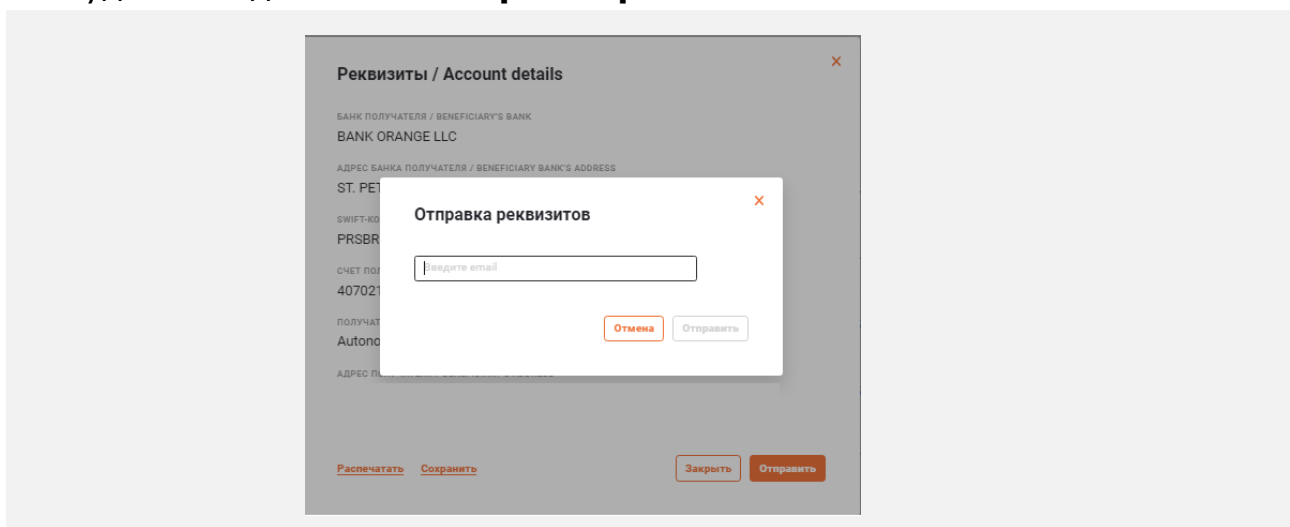 Реквизиты / Account details
БАНК ПОЛУЧАТЕЛЯ / BENEFICIARY'S BANK
BANK ORANGE LLC
АДРЕС БАНКА ПОЛУЧАТЕЛЯ / BENEFICIARY BANK'S ADDRESS
ST. PET
SWIFT-КО
PRSBR
СЧЕТ ПОЛ
407021
ПОЛУЧАТ
Autono
АДРЕС
Отправка реквизитов
Введите email
Отмена Отправить
Распечатать Сохранить Закрыть Отправить